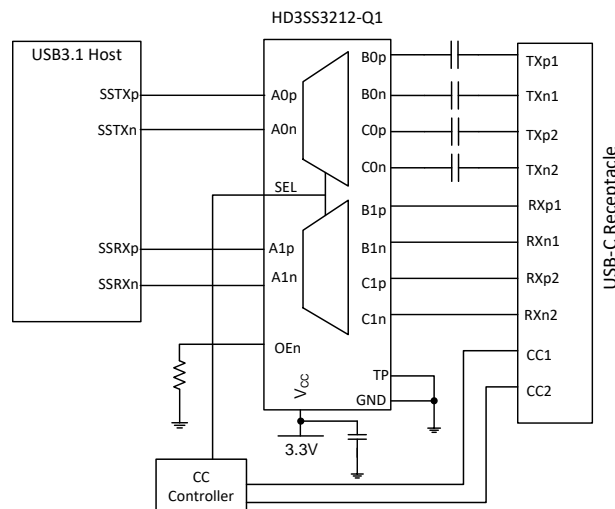 HD3SS3212-Q1
USB3.1 Host
SSTXp
SSTXn
SSRXp
SSRXn
A0p
A0n
SEL
A1p
A1n
OEn
VCC
B0p
B0n
C0p
C0n
B1p
B1n
C1p
C1n
TP
GND
TXp1
TXn1
TXp2
TXn2
RXp1
RXn1
RXp2
RXn2
CC1
CC2
USB-C Receptacle
3.3V
CC
Controller